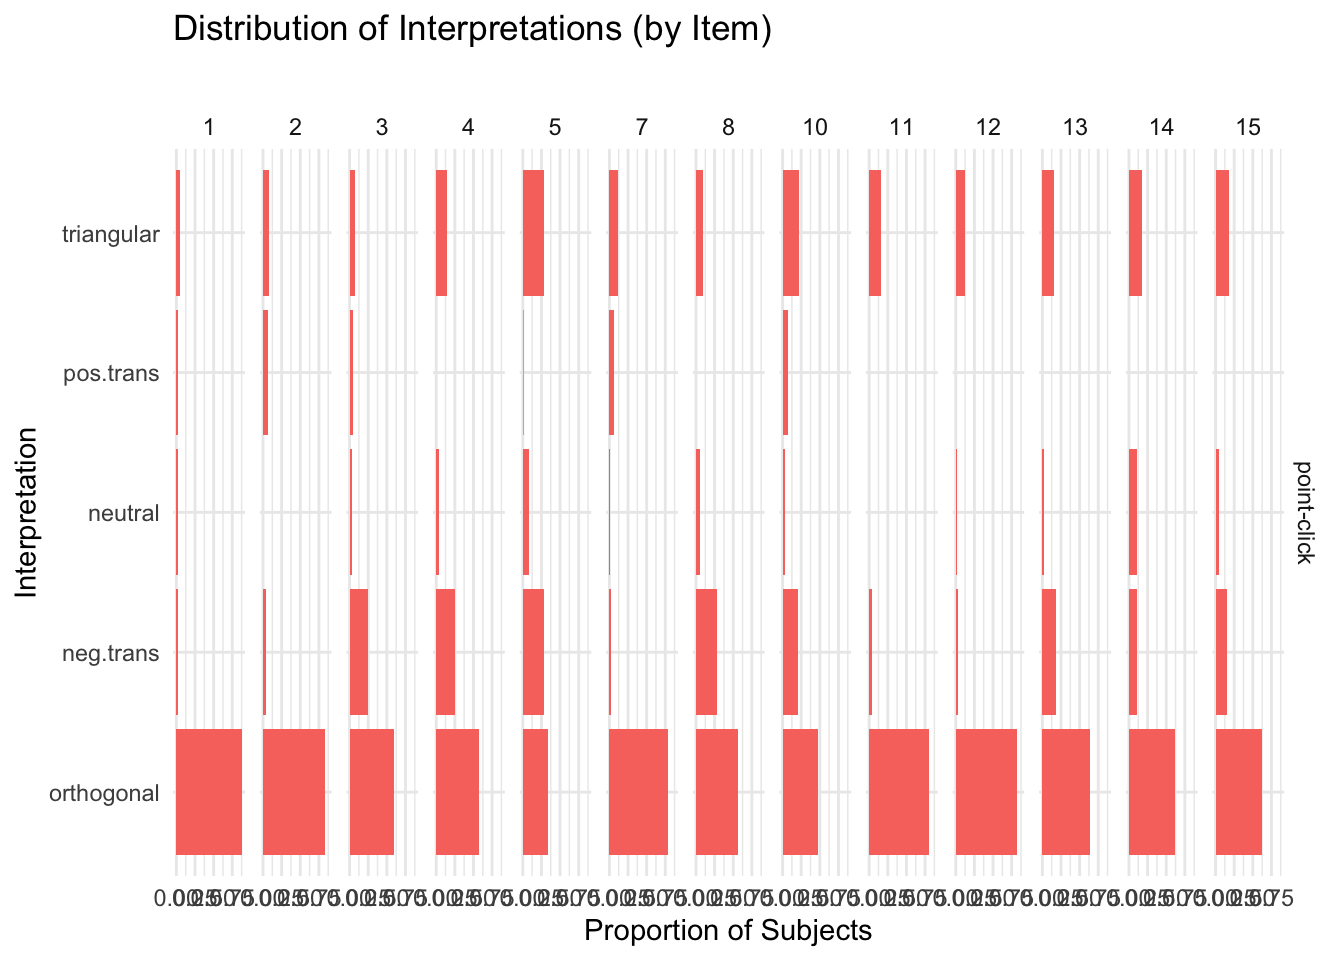 Distribution of Interpretations (by Item)
1 2 3 4 5 7 8 10 11 12 13 14 15
triangular
pos.trans
neutral
neg.trans
orthogonal
Interpretation
point-click
Proportion of Subjects